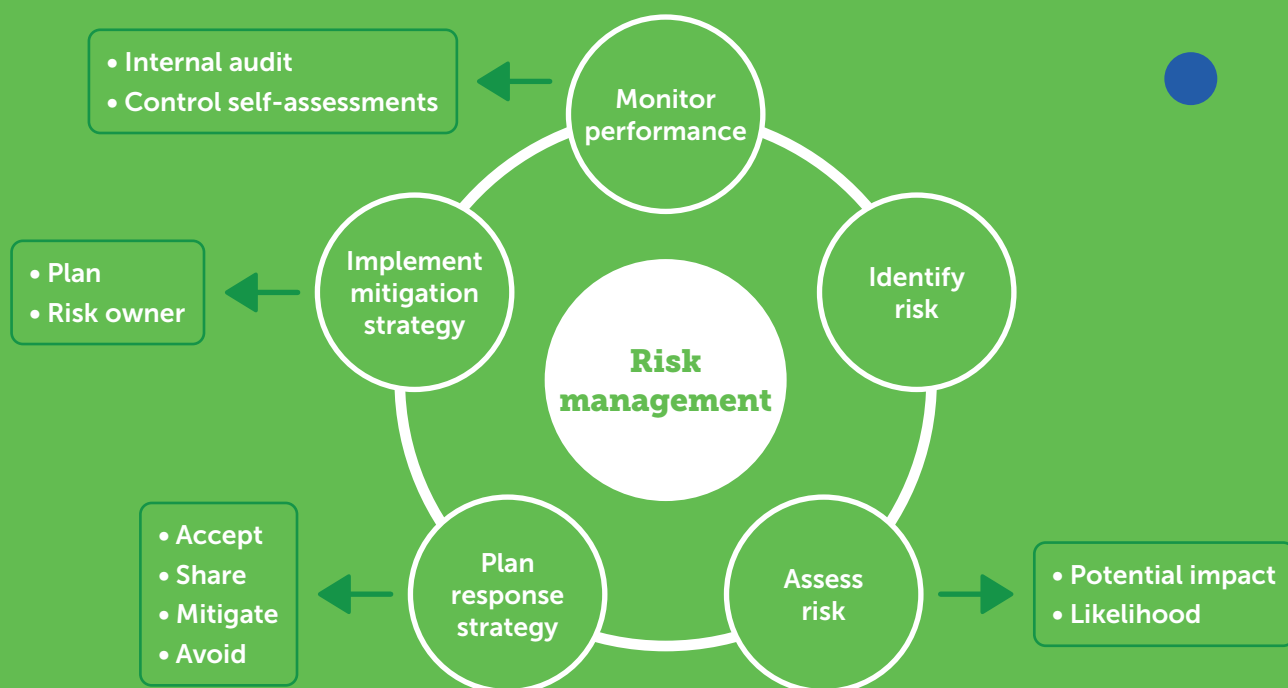 • Internal audit
• Control self-assessments
Monitor
performance
Identify
risk
Implement
mitigation
strategy
• Plan
• Risk owner
Risk
management
Assess
risk
• Potential impact
• Likelihood
Plan
response
strategy
• Accept
• Share
• Mitigate
• Avoid